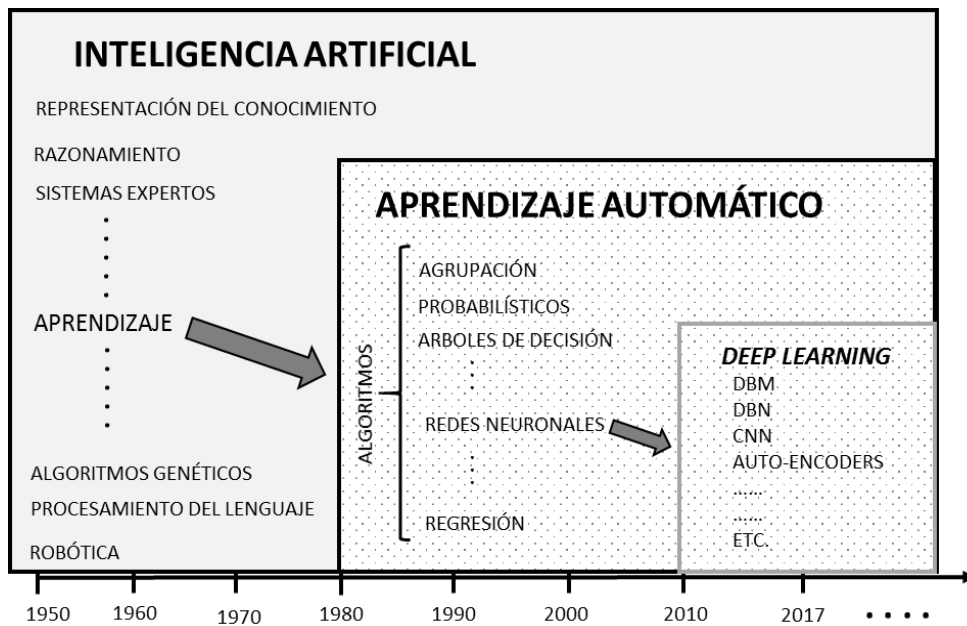 INTELIGENCIA ARTIFICIAL
REPRESENTACIÓN DEL CONOCIMIENTO
RAZONAMIENTO
SISTEMAS EXPERTOS
APRENDIZAJE
ALGORITMOS GENÉTICOS
PROCESAMIENTO DEL LENGUAJE
ROBÓTICA
APRENDIZAJE AUTOMÁTICO
ALGORITMOS
AGRUPACIÓN
PROBABILÍSTICOS
ARBOLES DE DECISIÓN
REDES NEURONALES
REGRESIÓN
DEEP LEARNING
DBM
DBN
CNN
AUTO-ENCODERS
......
......
ETC.
1950 1960 1970 1980 1990 2000 2010 2017 . . . .